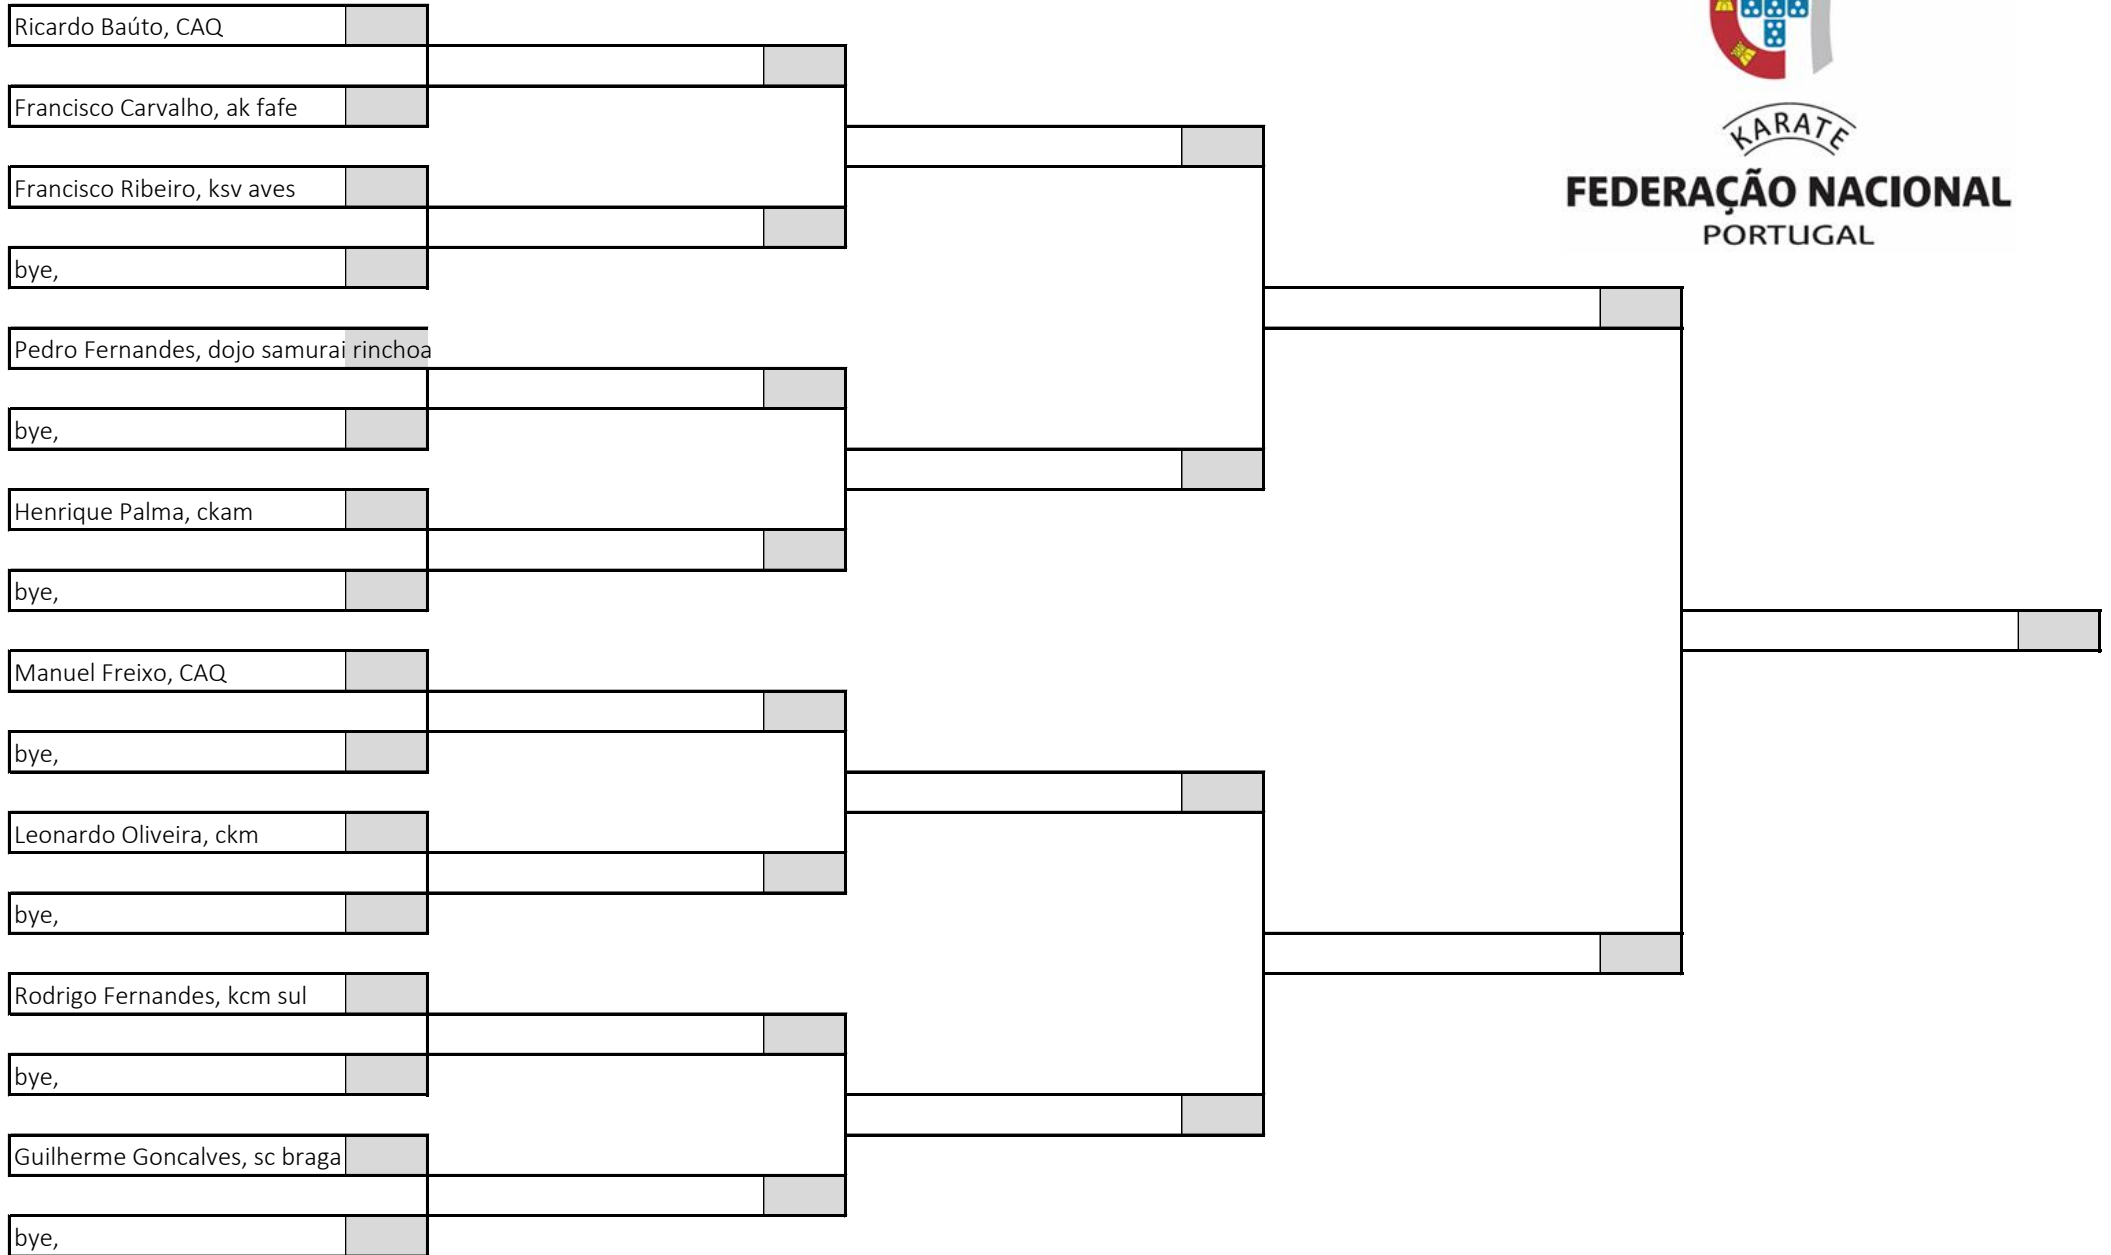 Ricardo Baúto, CAQ
Francisco Carvalho, ak fafe
Francisco Ribeiro, ksv aves
bye,
Pedro Fernandes, dojo samurai rinchoa
bye,
Henrique Palma, ckam
bye,
Manuel Freixo, CAQ
bye,
Leonardo Oliveira, ckm
bye,
Rodrigo Fernandes, kcm sul
bye,
Guilherme Goncalves, sc braga
bye,
KARATE
FEDERAÇÃO NACIONAL
PORTUGAL